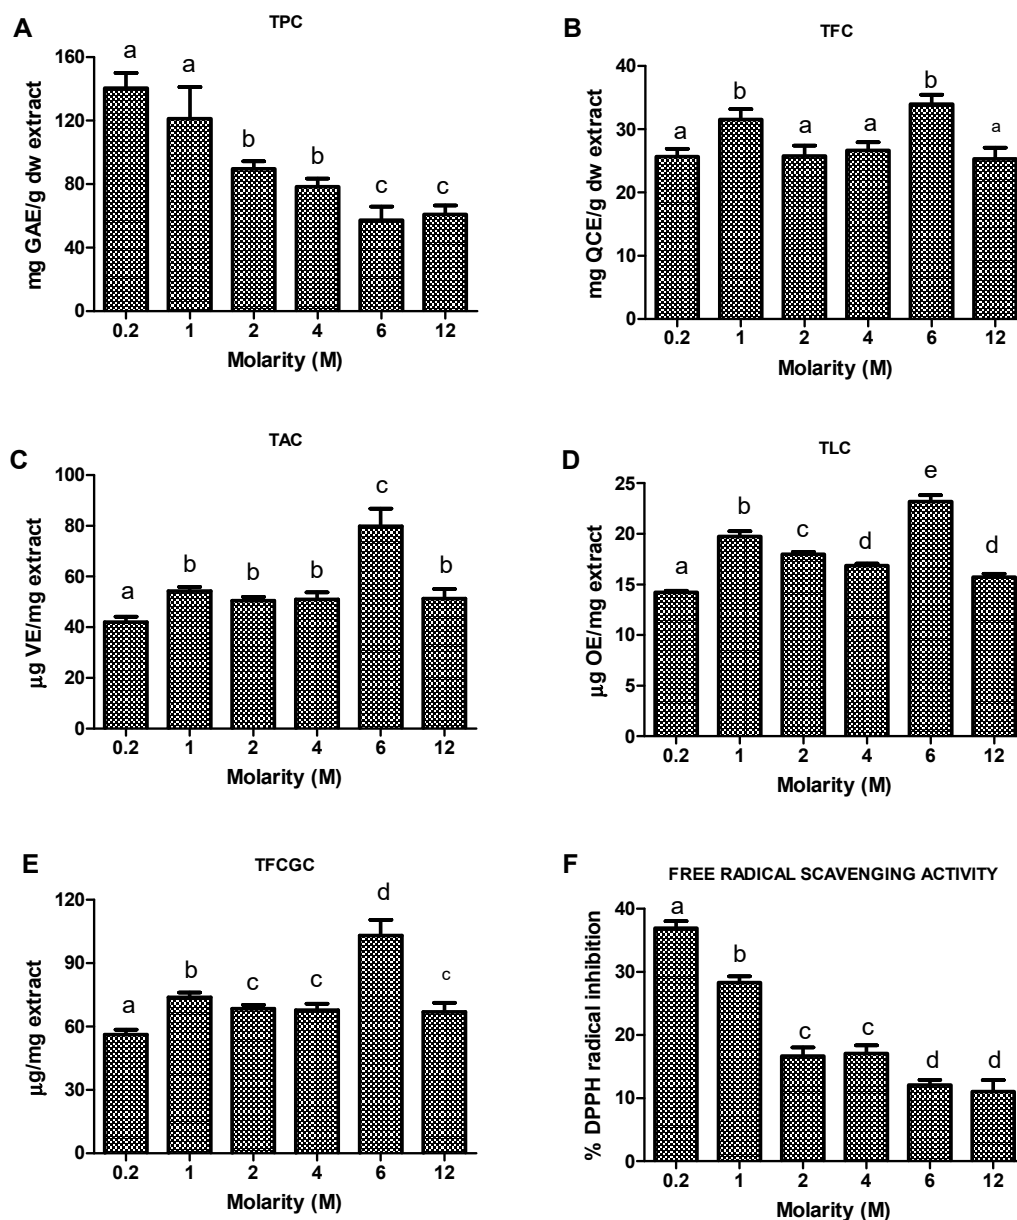 A
TPC
mg GAE/g dw extract
160
120
80
40
0
a
a
b
b
c
c
0.2 1 2 4 6 12
Molarity (M)
B
TFC
mg QCE/g dw extract
40
30
20
10
0
a
b
a
a
b
a
0.2 1 2 4 6 12
Molarity (M)
C
TAC
µg VE/mg extract
100
80
60
40
20
0
a
b
b
b
c
b
0.2 1 2 4 6 12
Molarity (M)
D
TLC
µg OE/mg extract
25
20
15
10
5
0
a
b
c
d
e
d
0.2 1 2 4 6 12
Molarity (M)
E
TFCGC
µg/mg extract
120
90
60
30
0
a
b
c
c
d
c
0.2 1 2 4 6 12
Molarity (M)
F
FREE RADICAL SCAVENGING ACTIVITY
% DPPH radical inhibition
40
30
20
10
0
a
b
c
c
d
d
0.2 1 2 4 6 12
Molarity (M)